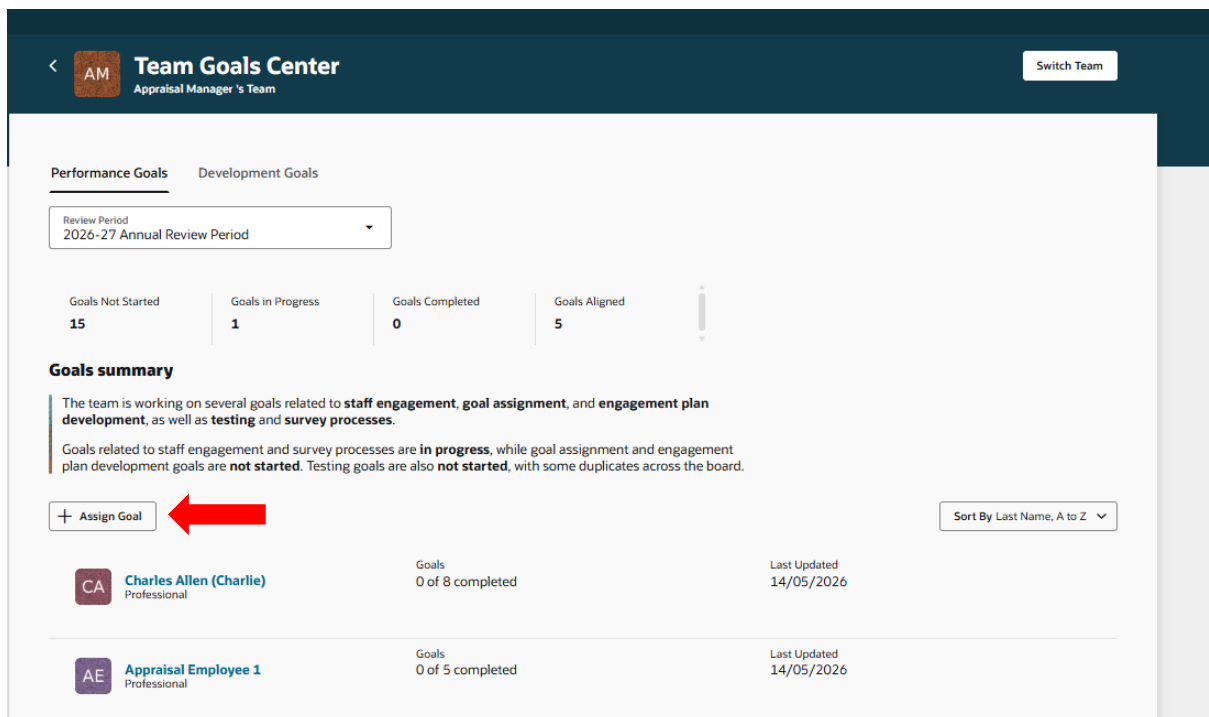 AM
Team Goals Center
Appraisal Manager 's Team
Switch Team
Performance Goals
Development Goals
Review Period
2026-27 Annual Review Period
Goals Not Started
15
Goals in Progress
1
Goals Completed
0
Goals Aligned
5
Goals summary
The team is working on several goals related to staff engagement, goal assignment, and engagement plan
development, as well as testing and survey processes.
Goals related to staff engagement and survey processes are in progress, while goal assignment and engagement
plan development goals are not started. Testing goals are also not started, with some duplicates across the board.
+ Assign Goal
Sort By Last Name, A to Z
CA
Charles Allen (Charlie)
Professional
Goals
0 of 8 completed
Last Updated
14/05/2026
AE
Appraisal Employee 1
Professional
Goals
0 of 5 completed
Last Updated
14/05/2026